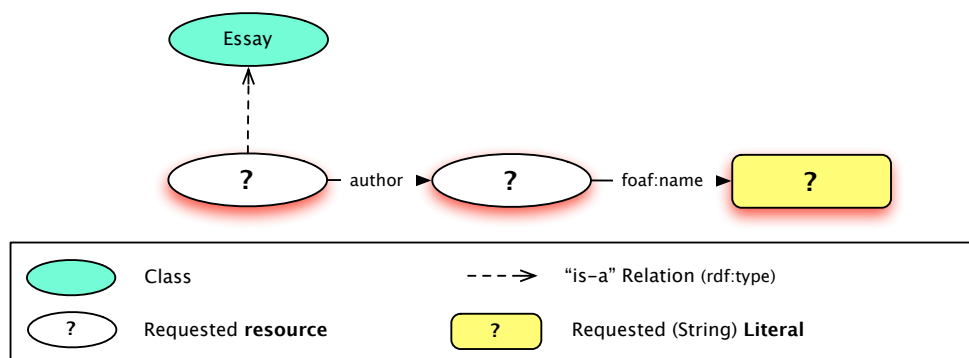 Essay
? author ? foaf:name ?
Class “is-a” Relation (rdf:type)
? Requested resource ? Requested (String) Literal